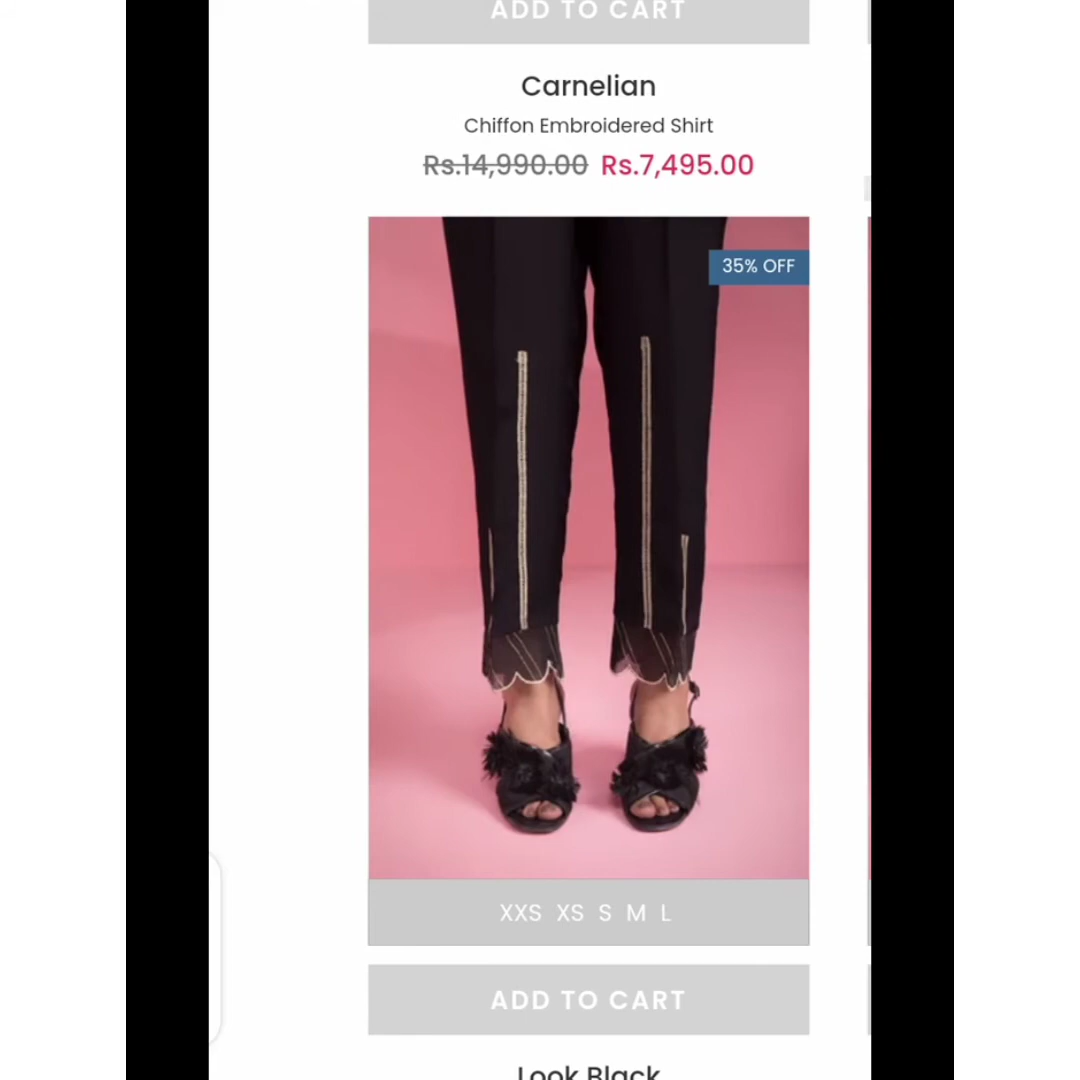 ADD TO CART
Carnelian
Chiffon Embroidered Shirt
Rs.14,990.00 Rs.7,495.00
35% OFF
XXS XS S M L
ADD TO CART
Look Black